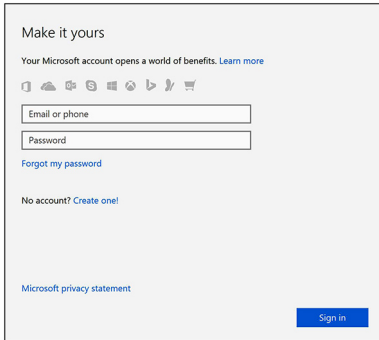 Make it yours
Your Microsoft account opens a world of benefits. Learn more
Email or phone
Password
Forgot my password
No account? Create one!
Microsoft privacy statement
Sign in